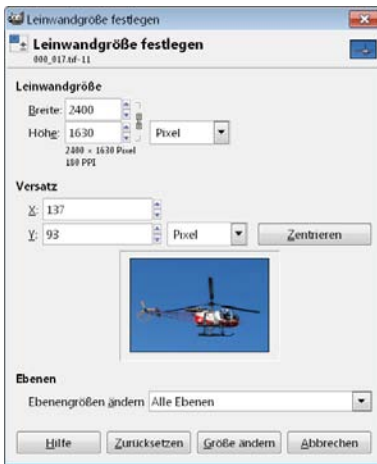 Leinwandgröße festlegen
Leinwandgröße festlegen
000_017.tif-11
Leinwandgröße
Breite: 2400
Höhe: 1630 Pixel
2400 × 1630 Pixel
180 PPI
Versatz
X: 137
Y: 93 Pixel Zentrieren
Ebenen
Ebenengrößen ändern Alle Ebenen
Hilfe Zurücksetzen Größe ändern Abbrechen